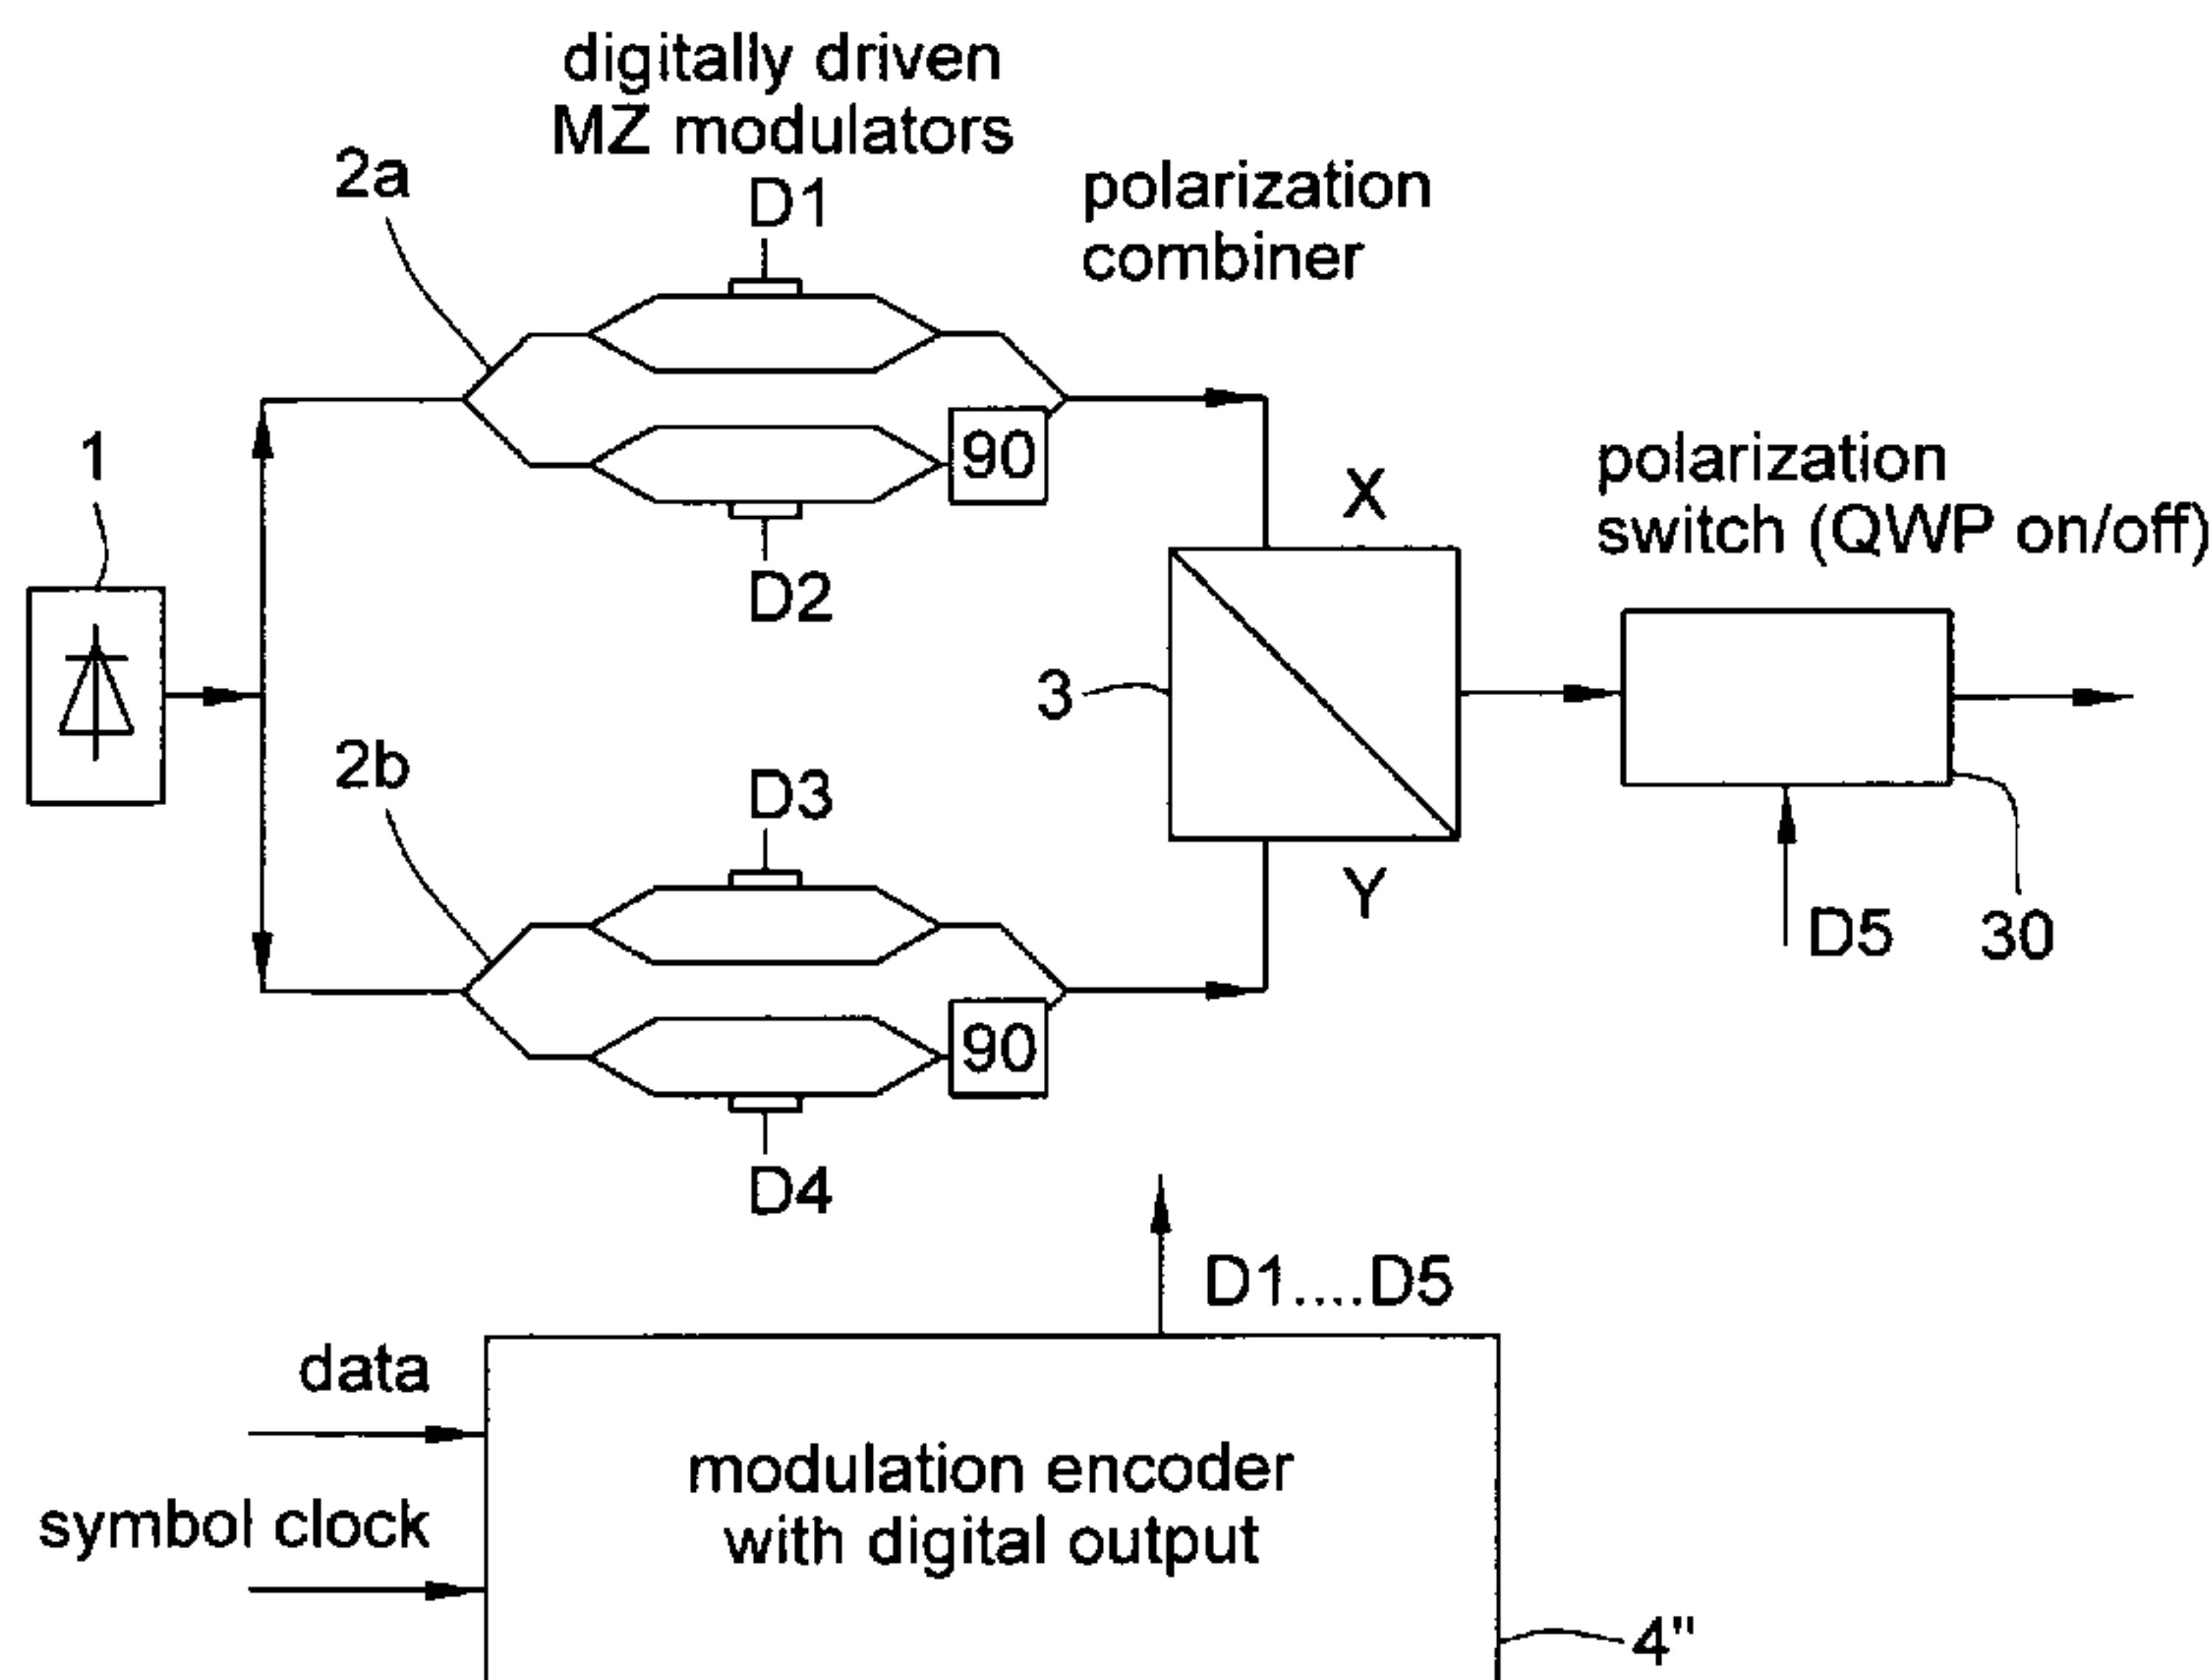 digitally driven
MZ modulators
2a
D1
polarization
combiner
1
90
D2
X
polarization
switch (QWP on/off)
3
2b
D3
Y
D5
30
90
D4
D1....D5
data
modulation encoder
with digital output
symbol clock
4"